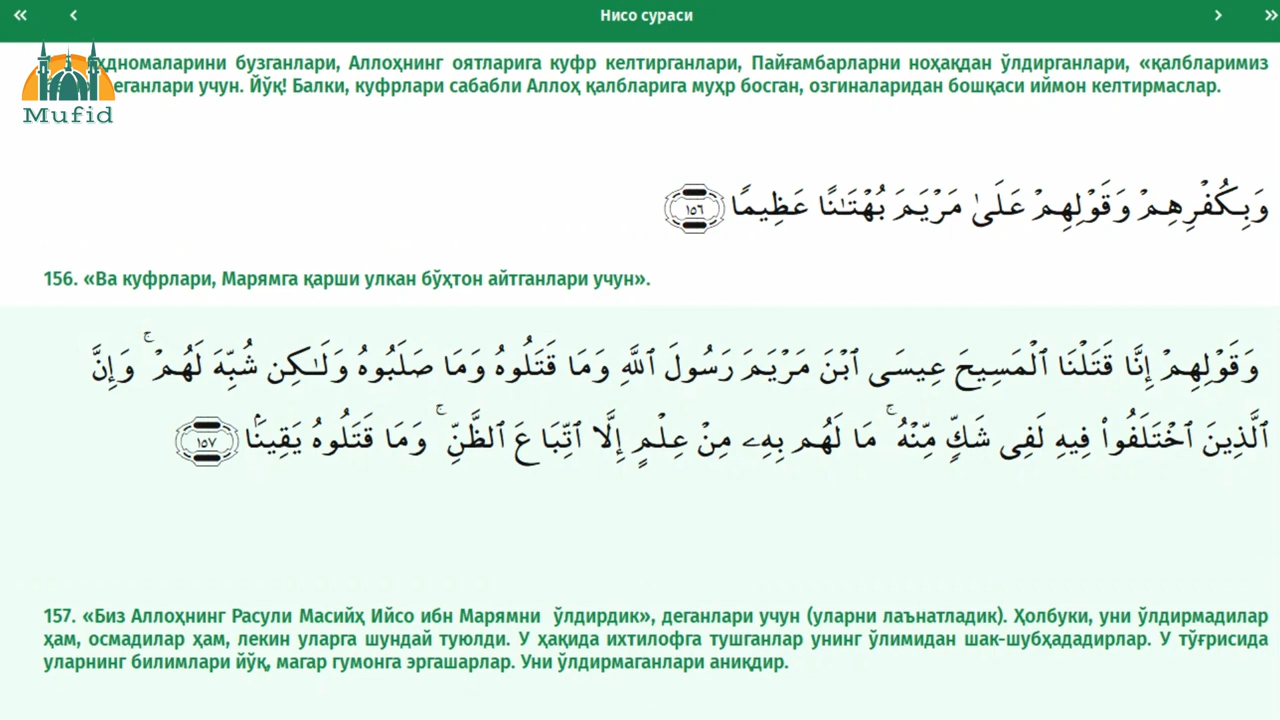 Нисо сураси
ҳдномаларини бузганлари, Аллоҳнинг оятларига куфр келтирганлари, Пайғамбарларни ноҳақдан ўлдирганлари, «қалбларимиз
деганлари учун. Йўқ! Балки, куфрлари сабабли Аллоҳ қалбларига муҳр босган, озгиналаридан бошқаси иймон келтирмаслар.
Mufid
وَبِكُفْرِهِمْ وَقَوْلِهِمْ عَلَىٰ مَرْيَمَ بُهْتَـٰنًا عَظِيمًا ١٥٦
156. «Ва куфрлари, Марямга қарши улкан бўҳтон айтганлари учун».
وَقَوْلِهِمْ إِنَّا قَتَلْنَا ٱلْمَسِيحَ عِيسَى ٱبْنَ مَرْيَمَ رَسُولَ ٱللَّهِ وَمَا قَتَلُوهُ وَمَا صَلَبُوهُ وَلَـٰكِن شُبِّهَ لَهُمْ ۚ وَإِنَّ
ٱلَّذِينَ ٱخْتَلَفُوا۟ فِيهِ لَفِى شَكٍّ مِّنْهُ ۚ مَا لَهُم بِهِۦ مِنْ عِلْمٍ إِلَّا ٱتِّبَاعَ ٱلظَّنِّ ۚ وَمَا قَتَلُوهُ يَقِينًۢا ١٥٧
157. «Биз Аллоҳнинг Расули Масийҳ Ийсо ибн Марямни ўлдирдик», деганлари учун (уларни лаънатладик). Ҳолбуки, уни ўлдирмадилар
ҳам, осмадилар ҳам, лекин уларга шундай туюлди. У ҳақида ихтилофга тушганлар унинг ўлимидан шак-шубҳададирлар. У тўғрисида
уларнинг билимлари йўқ, магар гумонга эргашарлар. Уни ўлдирмаганлари аниқдир.